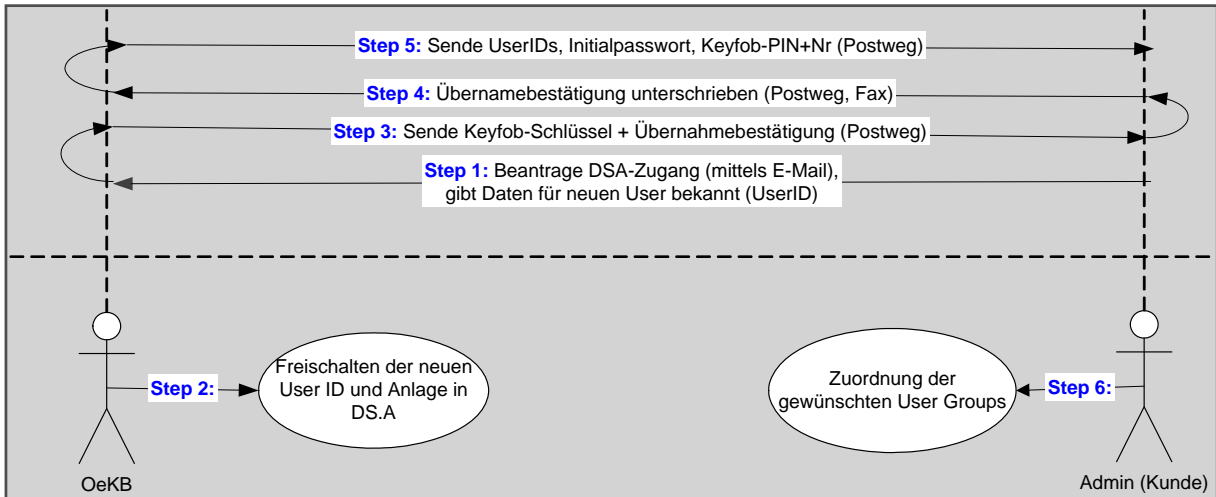 Step 5: Sende UserIDs, Initialpasswort, Keyfob-PIN+Nr (Postweg)
Step 4: Übernamebestätigung unterschrieben (Postweg, Fax)
Step 3: Sende Keyfob-Schlüssel + Übernahmebestätigung (Postweg)
Step 1: Beantrage DSA-Zugang (mittels E-Mail),
gibt Daten für neuen User bekannt (UserID)
Step 2:
Freischalten der neuen
User ID und Anlage in
DS.A
Zuordnung der
gewünschten User Groups
Step 6:
OeKB
Admin (Kunde)